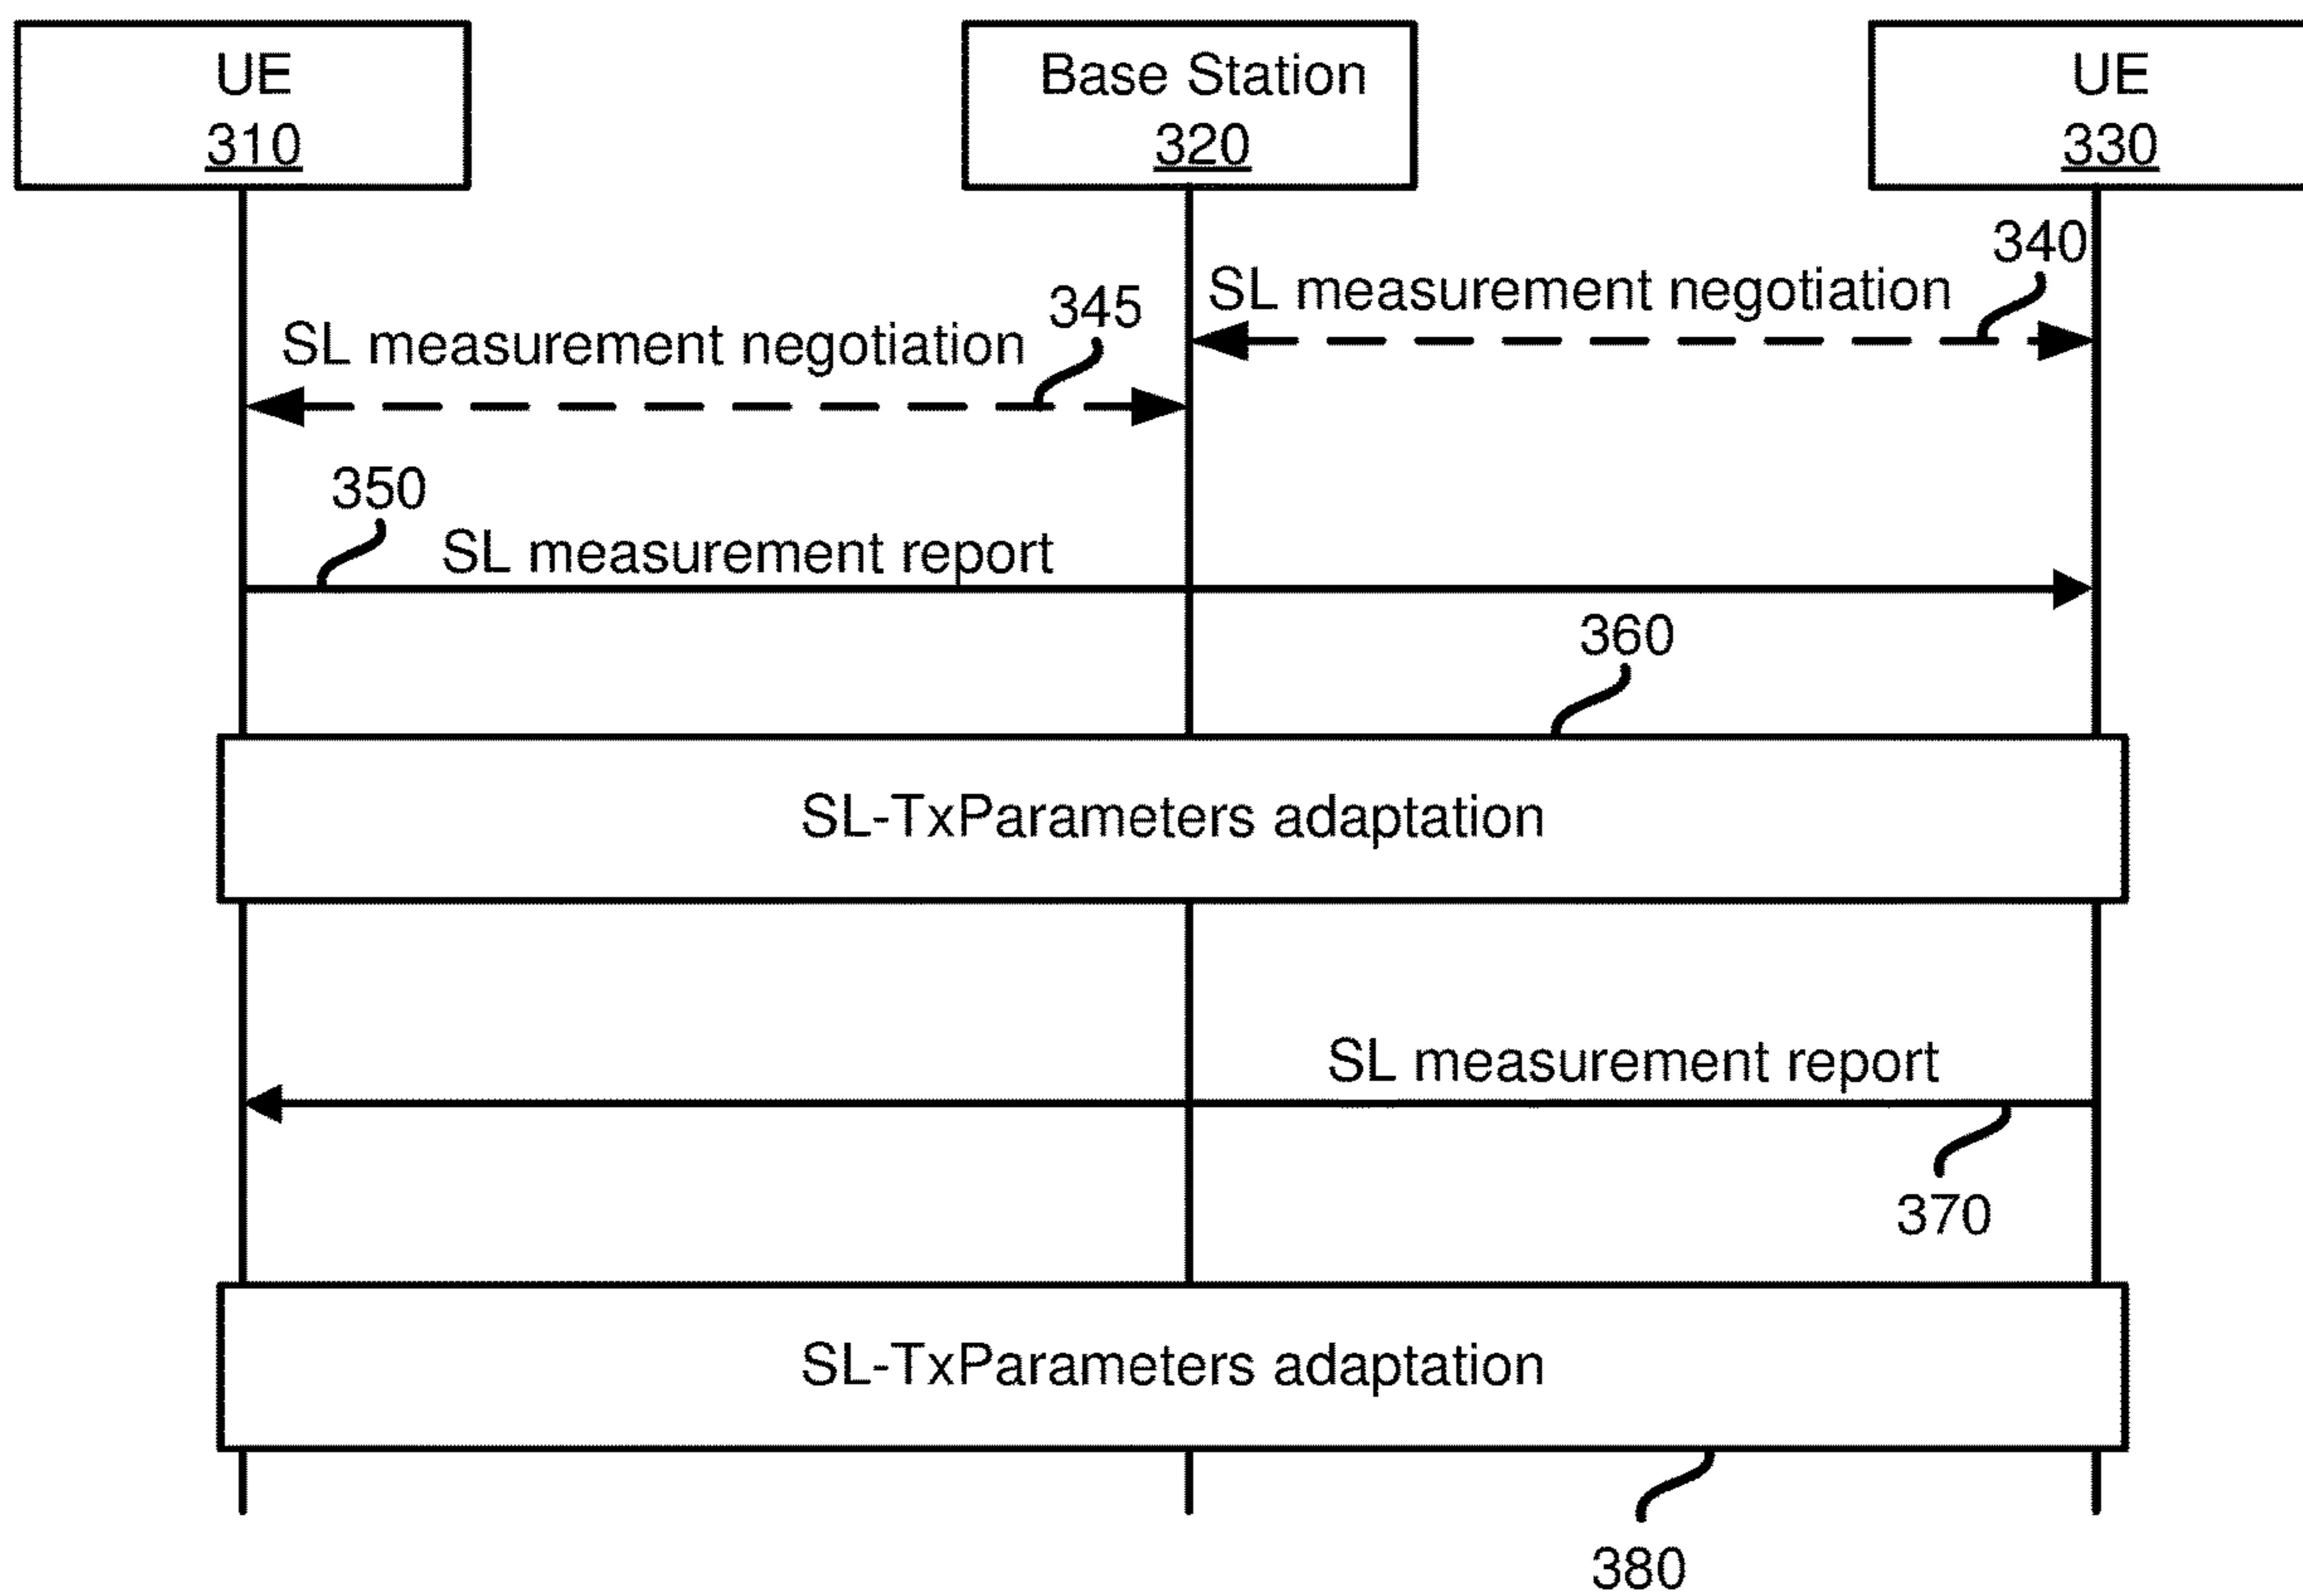 UE
310
Base Station
320
UE
330
340
SL measurement negotiation
345
SL measurement negotiation
350
SL measurement report
360
SL-TxParameters adaptation
SL measurement report
370
SL-TxParameters adaptation
380